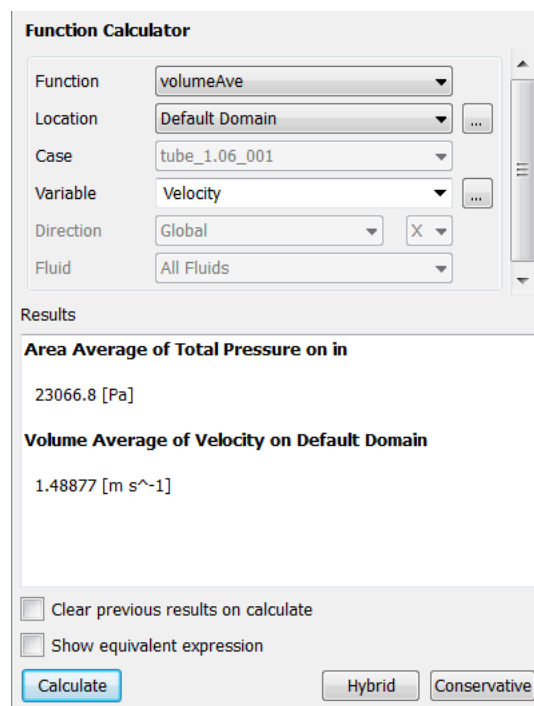 Function Calculator
Function volumeAve
Location Default Domain ...
Case tube_1.06_001
Variable Velocity ...
Direction Global X
Fluid All Fluids
Results
Area Average of Total Pressure on in
23066.8 [Pa]
Volume Average of Velocity on Default Domain
1.48877 [m s^-1]
Clear previous results on calculate
Show equivalent expression
Calculate Hybrid Conservative